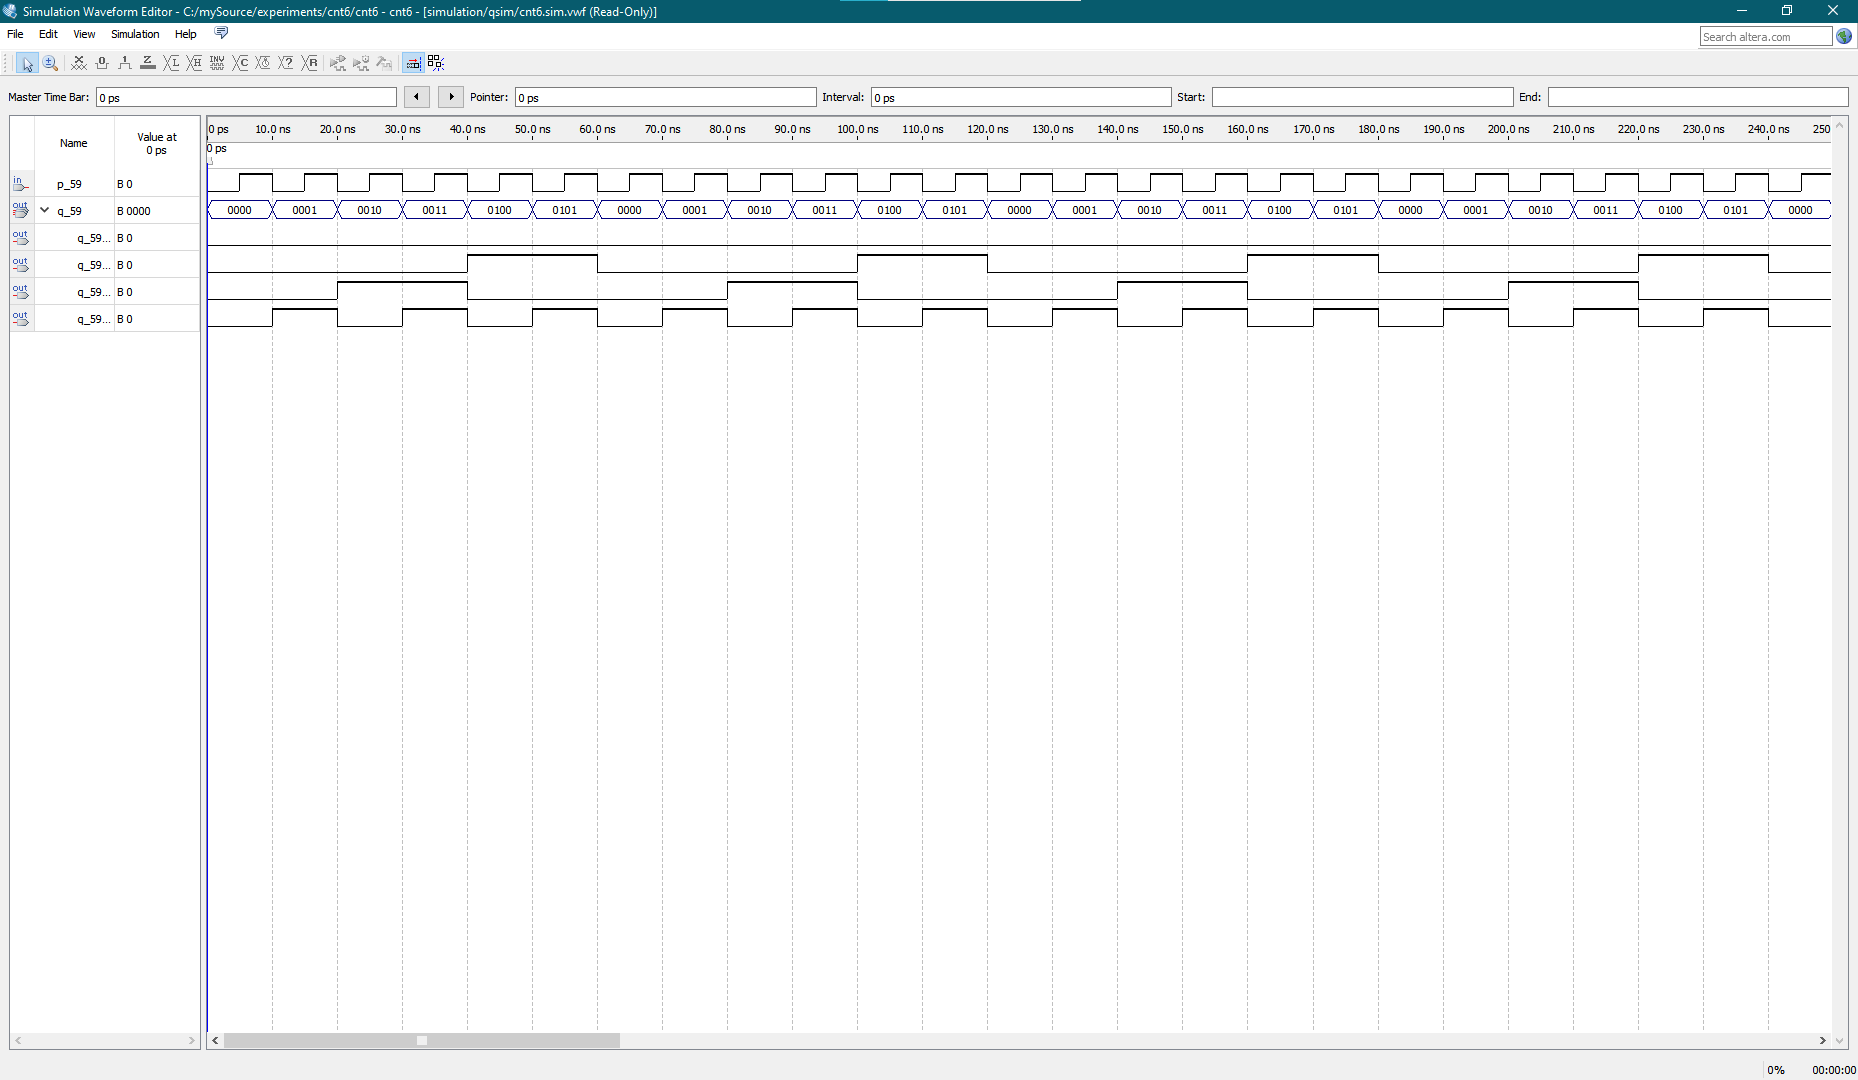 Simulation Waveform Editor - C:/mySource/experiments/cnt6/cnt6 - cnt6 - [simulation/qsim/cnt6.sim.vwf (Read-Only)]
File Edit View Simulation Help
Search altera.com
Master Time Bar: 0 ps Pointer: 0 ps Interval: 0 ps Start: End:
Name Value at 0 ps
0 ps 10.0 ns 20.0 ns 30.0 ns 40.0 ns 50.0 ns 60.0 ns 70.0 ns 80.0 ns 90.0 ns 100.0 ns 110.0 ns 120.0 ns 130.0 ns 140.0 ns 150.0 ns 160.0 ns 170.0 ns 180.0 ns 190.0 ns 200.0 ns 210.0 ns 220.0 ns 230.0 ns 240.0 ns 250
0 ps
in p_59 B 0
out q_59 B 0000 0000 0001 0010 0011 0100 0101 0000 0001 0010 0011 0100 0101 0000 0001 0010 0011 0100 0101 0000 0001 0010 0011 0100 0101 0000
out q_59... B 0
out q_59... B 0
out q_59... B 0
out q_59... B 0
0% 00:00:00